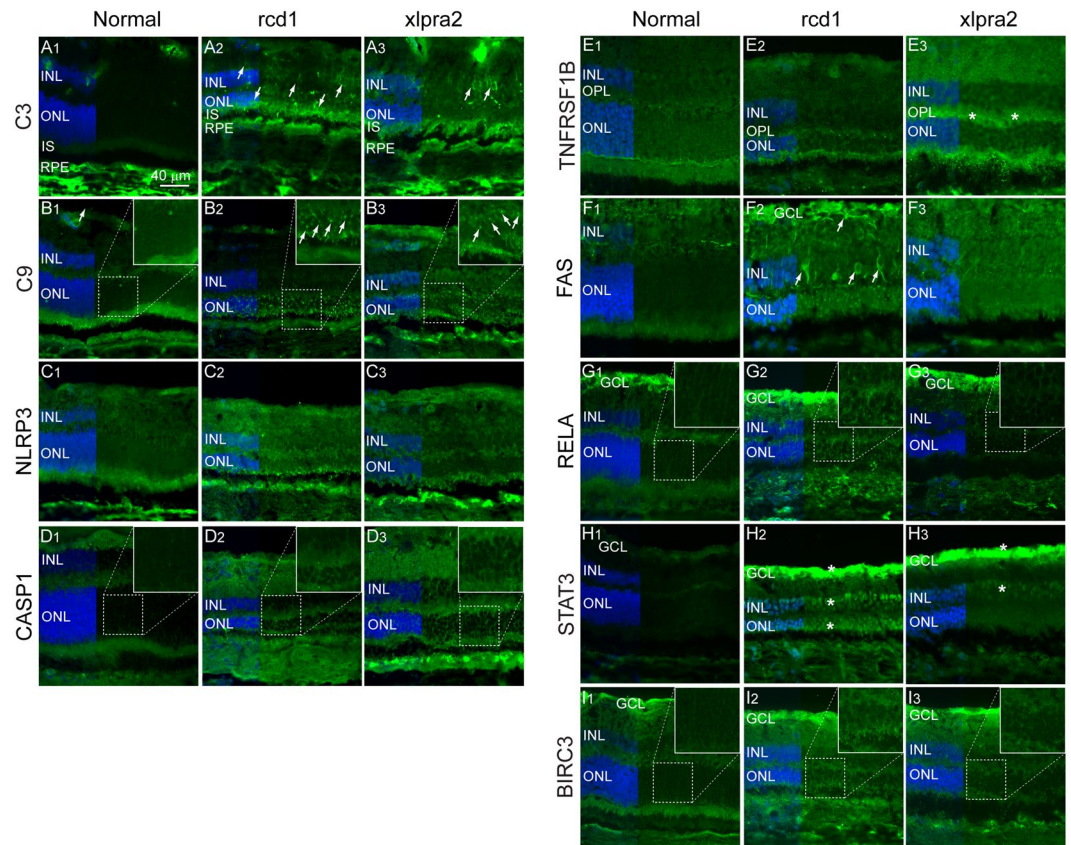 Normal rcd1 xlpra2
C3
A1 INL ONL IS RPE 40 μm
A2 INL ONL IS RPE
A3 INL ONL IS RPE
C9
B1 INL ONL
B2 INL ONL
B3 INL ONL
NLRP3
C1 INL ONL
C2 INL ONL
C3 INL ONL
CASP1
D1 INL ONL
D2 INL ONL
D3 INL ONL
Normal rcd1 xlpra2
TNFRSF1B
E1 INL OPL ONL
E2 INL OPL ONL
E3 INL OPL ONL * *
FAS
F1 INL ONL
F2 GCL INL ONL
F3 INL ONL
RELA
G1 GCL INL ONL
G2 GCL INL ONL
G3 GCL INL ONL
STAT3
H1 GCL INL ONL
H2 GCL INL ONL * * *
H3 GCL INL ONL * *
BIRC3
I1 GCL INL ONL
I2 GCL INL ONL
I3 GCL INL ONL